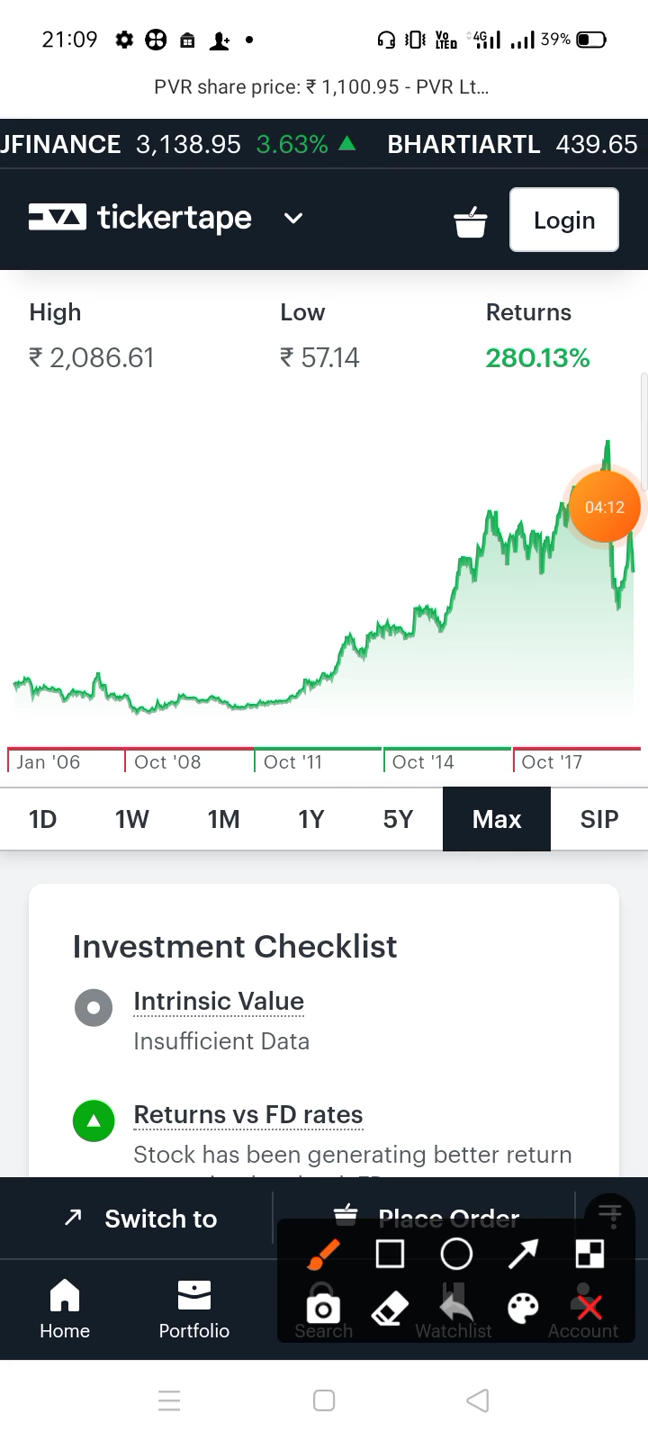 21:09 Vo LTED 4G 39%
PVR share price: ₹ 1,100.95 - PVR Lt...
JFINANCE 3,138.95 3.63% ▲ BHARTIARTL 439.65
tickertape Login
High Low Returns
₹ 2,086.61 ₹ 57.14 280.13%
04:12
Jan '06 Oct '08 Oct '11 Oct '14 Oct '17
1D 1W 1M 1Y 5Y Max SIP
Investment Checklist
Intrinsic Value
Insufficient Data
Returns vs FD rates
Stock has been generating better return
Switch to Place Order
Home Portfolio Search Watchlist Account